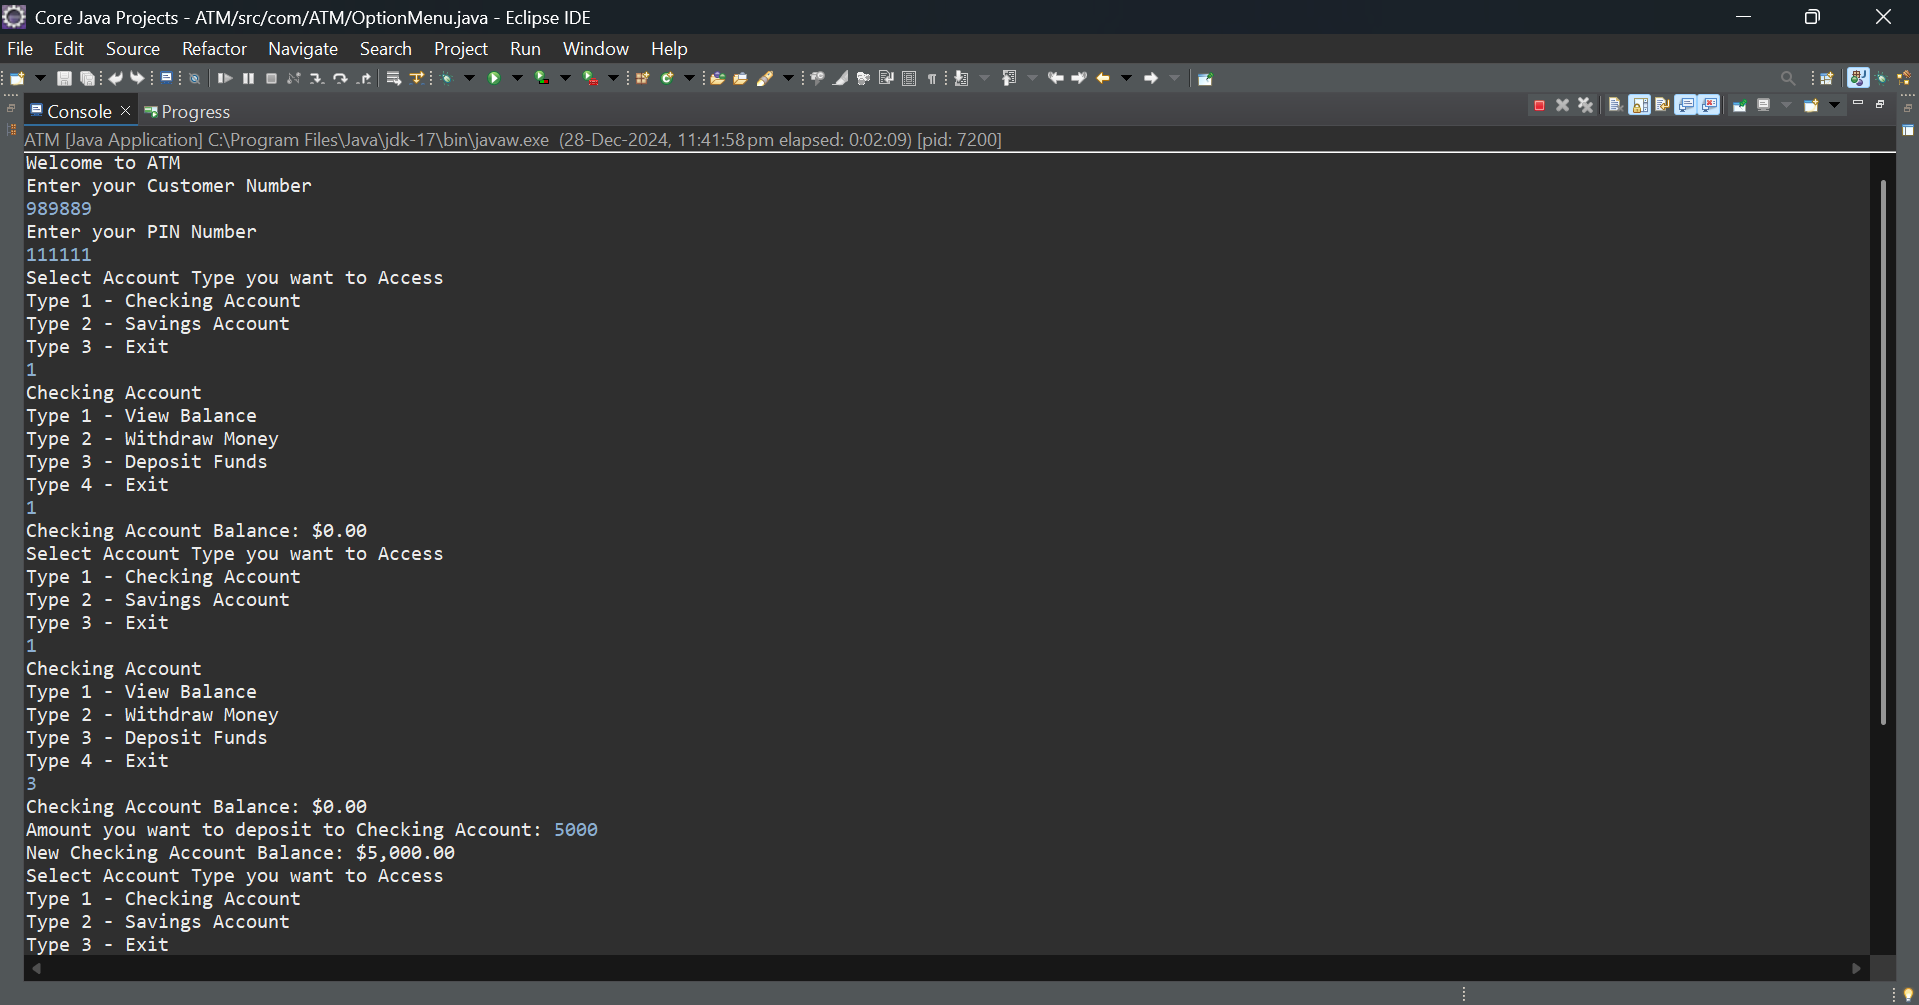 Core Java Projects - ATM/src/com/ATM/OptionMenu.java - Eclipse IDE
File Edit Source Refactor Navigate Search Project Run Window Help
Console Progress
ATM [Java Application] C:\Program Files\Java\jdk-17\bin\javaw.exe (28-Dec-2024, 11:41:58 pm elapsed: 0:02:09) [pid: 7200]
Welcome to ATM
Enter your Customer Number
989889
Enter your PIN Number
111111
Select Account Type you want to Access
Type 1 - Checking Account
Type 2 - Savings Account
Type 3 - Exit
1
Checking Account
Type 1 - View Balance
Type 2 - Withdraw Money
Type 3 - Deposit Funds
Type 4 - Exit
1
Checking Account Balance: $0.00
Select Account Type you want to Access
Type 1 - Checking Account
Type 2 - Savings Account
Type 3 - Exit
1
Checking Account
Type 1 - View Balance
Type 2 - Withdraw Money
Type 3 - Deposit Funds
Type 4 - Exit
3
Checking Account Balance: $0.00
Amount you want to deposit to Checking Account: 5000
New Checking Account Balance: $5,000.00
Select Account Type you want to Access
Type 1 - Checking Account
Type 2 - Savings Account
Type 3 - Exit